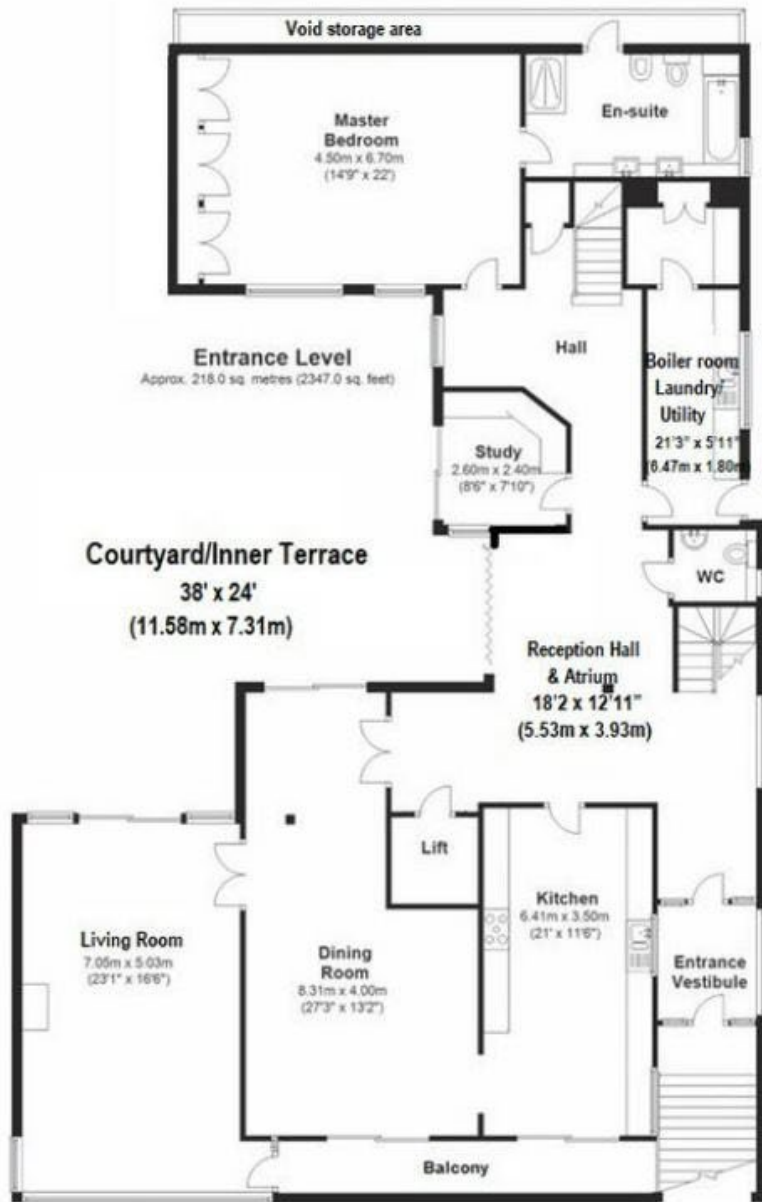 Void storage area
Master
Bedroom
4.50m x 6.70m
(14'9" x 22')
En-suite
Entrance Level
Approx. 218.0 sq. metres (2347.0 sq. feet)
Hall
Boiler room
Laundry/
Utility
21'3" x 5'11"
(6.47m x 1.80m)
Study
2.60m x 2.40m
(8'6" x 7'10")
Courtyard/Inner Terrace
38' x 24'
(11.58m x 7.31m)
WC
Reception Hall
& Atrium
18'2 x 12'11"
(5.53m x 3.93m)
Lift
Kitchen
6.41m x 3.50m
(21' x 11'6")
Living Room
7.05m x 5.03m
(23'1" x 16'6")
Dining
Room
8.31m x 4.00m
(27'3" x 13'2")
Entrance
Vestibule
Balcony